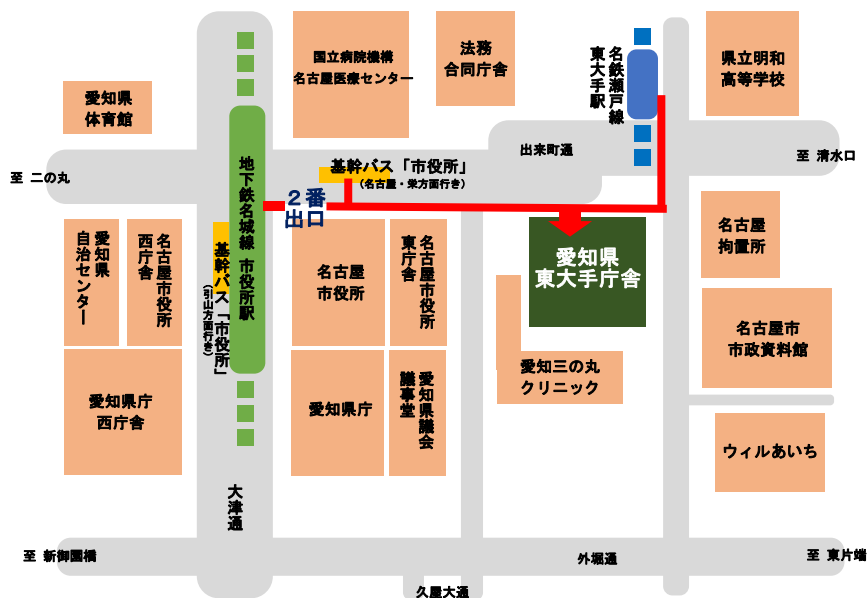 国立病院機構
名古屋医療センター
法務
合同庁舎
名鉄瀬戸線
東大手駅
県立明和
高等学校
愛知県
体育館
出来町通
至 清水口
至 二の丸
基幹バス「市役所」
(名古屋・栄方面行き)
地下鉄名城線 市役所駅
2番
出口
愛知県
自治センター
名古屋市役所
西庁舎
基幹バス「市役所」
(引山方面行き)
名古屋
市役所
名古屋市役所
東庁舎
愛知県
東大手庁舎
名古屋
拘置所
名古屋市
市政資料館
愛知県庁
西庁舎
愛知県庁
愛知県議会
議事堂
愛知三の丸
クリニック
ウィルあいち
大津通
至 新御園橋
外堀通
至 東片端
久屋大通